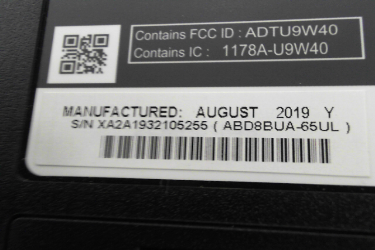 Contains FCC ID : ADTU9W40
Contains IC : 1178A-U9W40
MANUFACTURED: AUGUST 2019 Y
S/N XA2A1932105255 ( ABD8BUA-65UL )